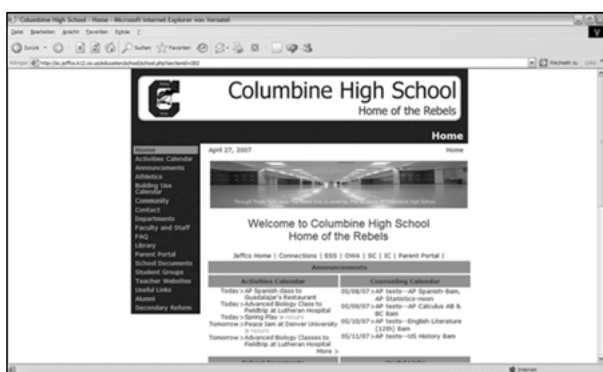 Columbine High School - Home - Microsoft Internet Explorer von Versatel
Datei Bearbeiten Ansicht Favoriten Extras ?
Zurück Suchen Favoriten
Adresse Wechseln zu Links
Columbine High School
Home of the Rebels
Home
Home
Activities Calendar
Announcements
Athletics
Building Use
Calendar
Community
Contact
Departments
Faculty and Staff
FAQ
Library
Parent Portal
School Documents
Student Groups
Teacher Websites
Useful Links
Alumni
Secondary Reform
April 27, 2007 Home
Welcome to Columbine High School
Home of the Rebels
Jeffco Home | Connections | ESS | OWA | SC | IC | Parent Portal |
Announcements
Activities Calendar
Today > AP Spanish class to
Guadalajar's Restaurant
Today > Advanced Biology Class to
Fieldtrip at Lutheran Hospital
Today > Spring Play >
Tomorrow > Peace Jam at Denver University
Tomorrow > Advanced Biology Classes to
Fieldtrip at Lutheran Hospital
More >
Counseling Calendar
05/08/07 > AP tests--AP Spanish-8am,
AP Statistics-noon
05/09/07 > AP tests--AP Calculus AB &
BC 8am
05/10/07 > AP tests--English Literature
(12th) 8am
05/11/07 > AP tests--US History 8am
School Documents Useful Links
Internet